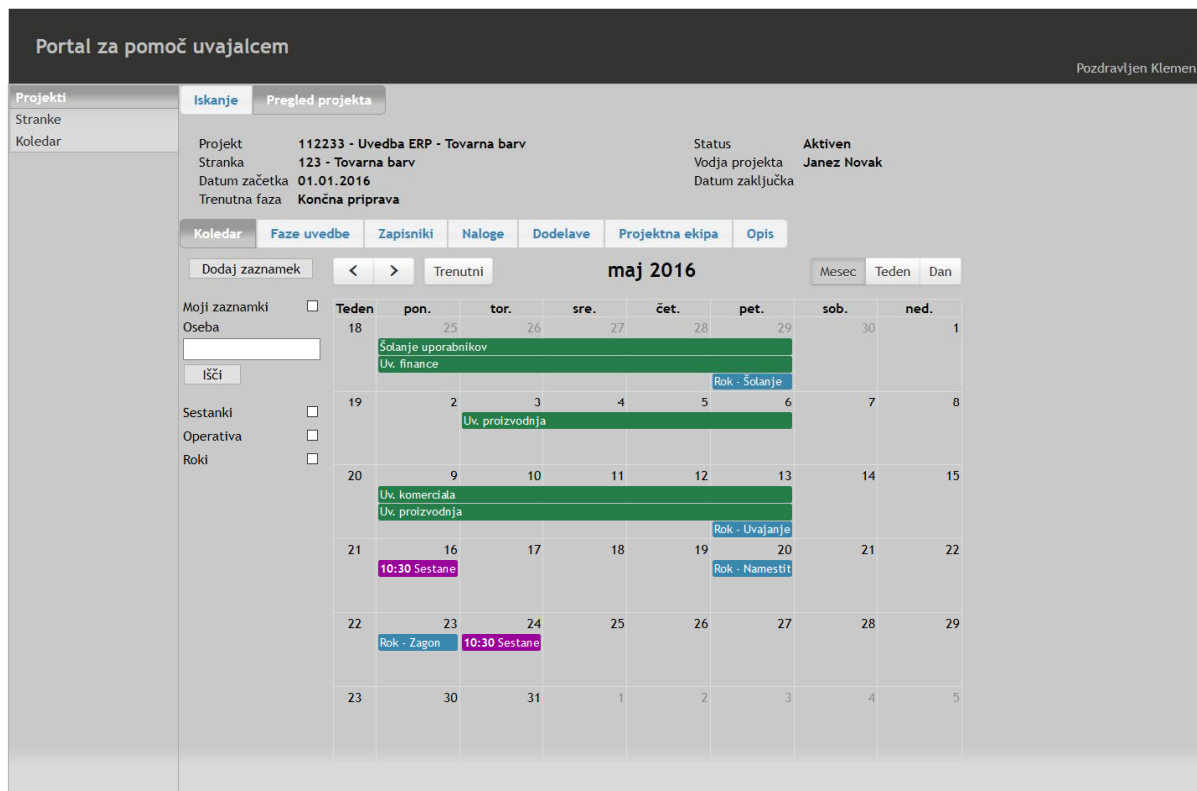 Portal za pomoč uvajalcem
Pozdravljen Klemen
Projekti
Stranke
Koledar
Iskanje Pregled projekta
Projekt 112233 - Uvedba ERP - Tovarna barv Status Aktiven
Stranka 123 - Tovarna barv Vodja projekta Janez Novak
Datum začetka 01.01.2016 Datum zaključka
Trenutna faza Končna priprava
Koledar Faze uvedbe Zapisniki Naloge Dodelave Projektna ekipa Opis
Dodaj zaznamek < > Trenutni maj 2016 Mesec Teden Dan
Moji zaznamki
Oseba
Išči
Sestanki
Operativa
Roki
Teden pon. tor. sre. čet. pet. sob. ned.
18 25 26 27 28 29 30 1
Šolanje uporabnikov
Uv. finance
Rok - Šolanje
19 2 3 4 5 6 7 8
Uv. proizvodnja
20 9 10 11 12 13 14 15
Uv. komerciala
Uv. proizvodnja
Rok - Uvajanje
21 16 17 18 19 20 21 22
10:30 Sestane Rok - Namestit
22 23 24 25 26 27 28 29
Rok - Zagon 10:30 Sestane
23 30 31 1 2 3 4 5